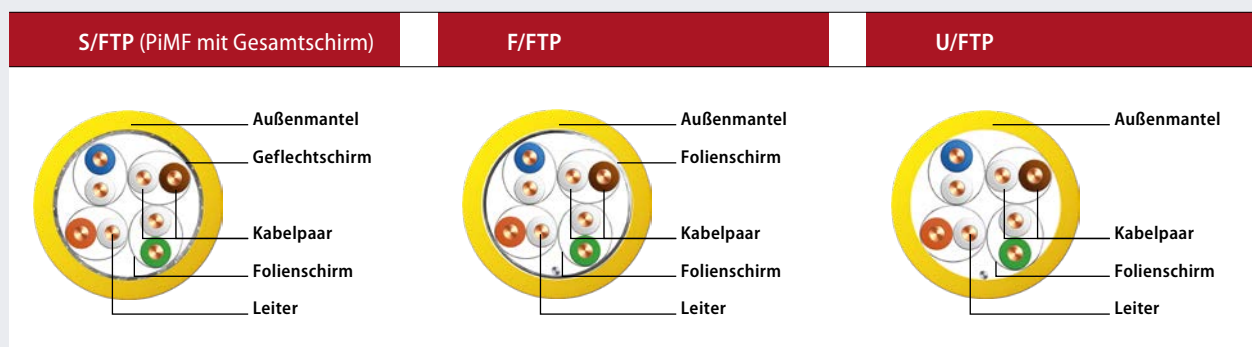 S/FTP (PiMF mit Gesamtschirm)
Außenmantel
Geflechtschirm
Kabelpaar
Folienschirm
Leiter
F/FTP
Außenmantel
Folienschirm
Kabelpaar
Folienschirm
Leiter
U/FTP
Außenmantel
Kabelpaar
Folienschirm
Leiter